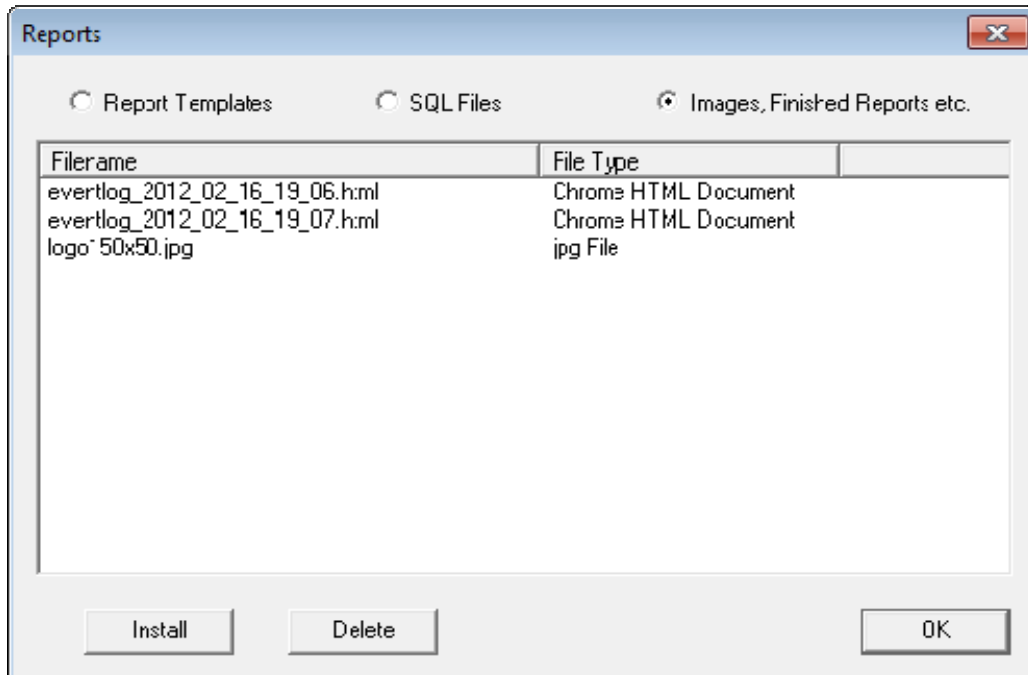 Reports
Report Templates SQL Files Images, Finished Reports etc.
Filename File Type
eventlog_2012_02_16_19_06.html Chrome HTML Document
eventlog_2012_02_16_19_07.html Chrome HTML Document
logo150x50.jpg jpg File
Install Delete OK